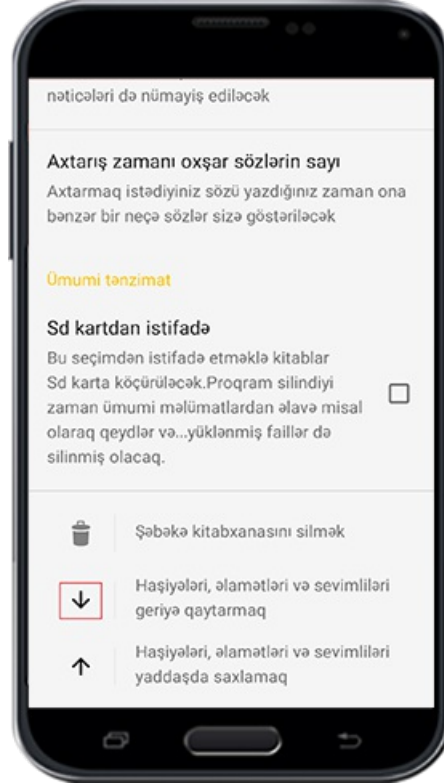 nəticələri də nümayiş ediləcək
Axtarış zamanı oxşar sözlərin sayı
Axtarmaq istədiyiniz sözü yazdığınız zaman ona
bənzər bir neçə sözlər sizə göstəriləcək
Ümumi tənzimat
Sd kartdan istifadə
Bu seçimdən istifadə etməklə kitablar
Sd karta köçürüləcək.Proqram silindiyi
zaman ümumi məlümatlardan əlavə misal
olaraq qeydlər və...yüklənmiş faillər də
silinmiş olacaq.
Şəbəkə kitabxanasını silmək
Haşiyələri, əlamətləri və sevimliləri
geriyə qaytarmaq
Haşiyələri, əlamətləri və sevimliləri
yaddaşda saxlamaq